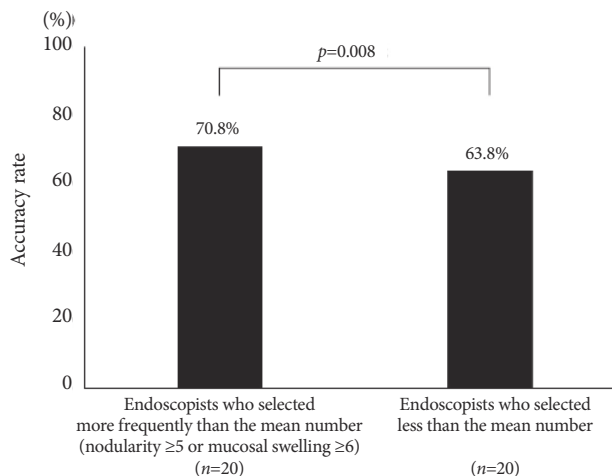 (%)
100
80
60
40
20
0
Accuracy rate
p=0.008
70.8%
63.8%
Endoscopists who selected
more frequently than the mean number
(nodularity ≥5 or mucosal swelling ≥6)
(n=20)
Endoscopists who selected
less than the mean number
(n=20)